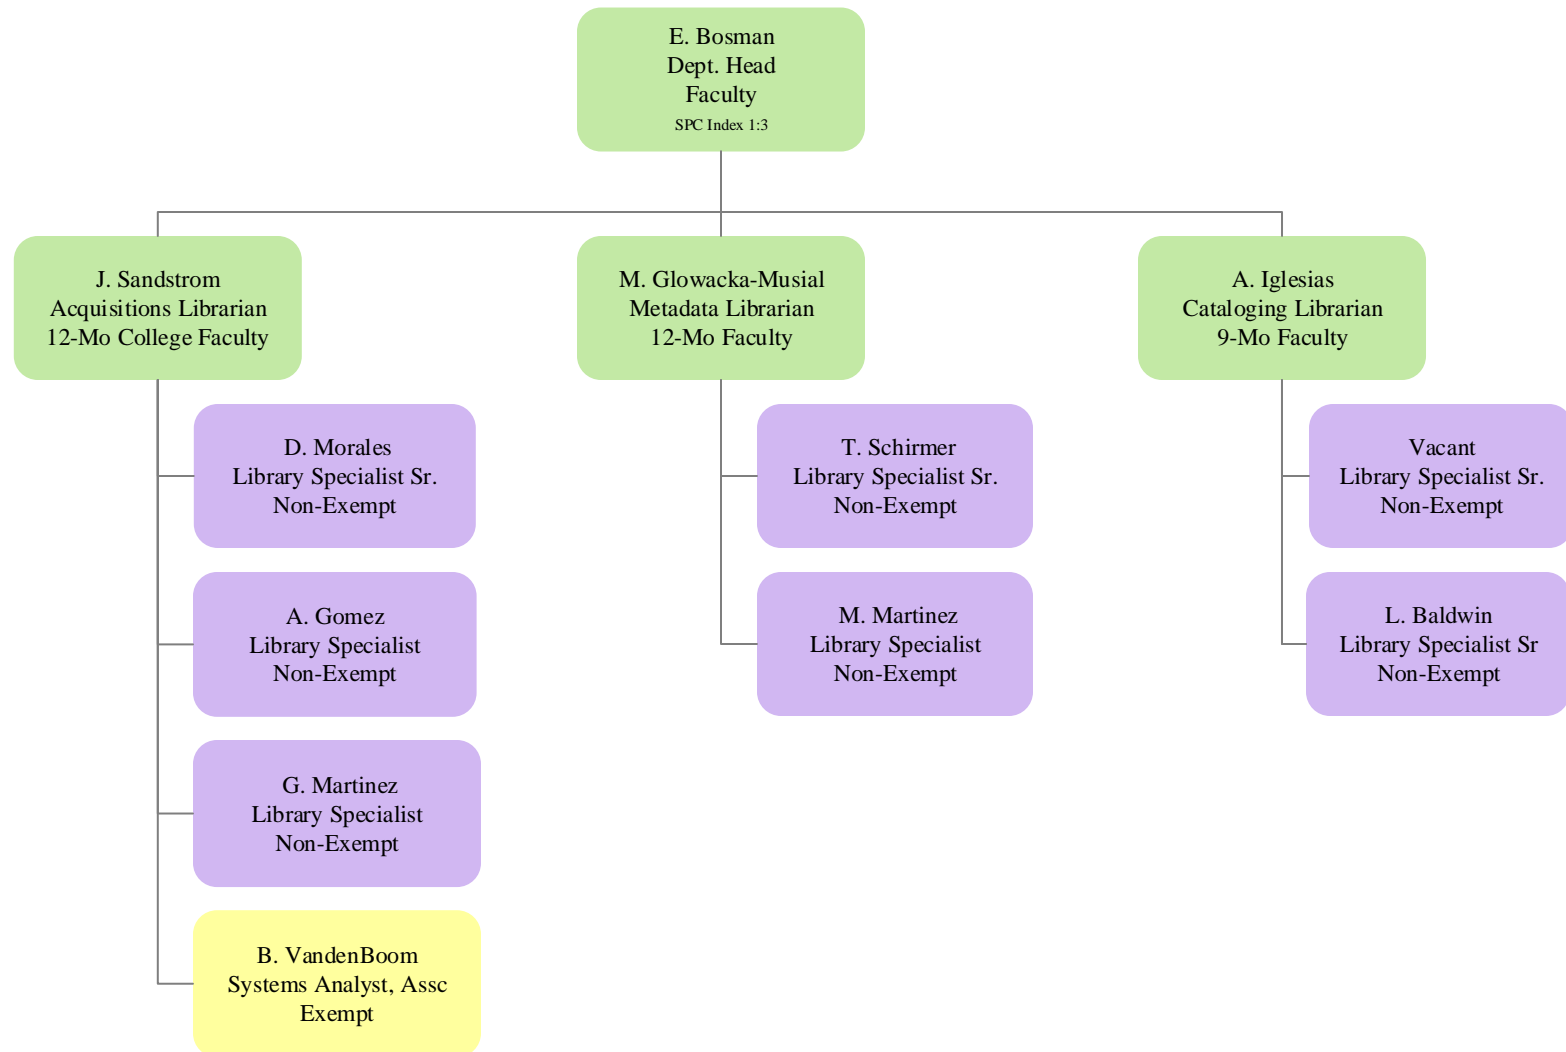 E. Bosman
Dept. Head
Faculty
SPC Index 1:3
J. Sandstrom
Acquisitions Librarian
12-Mo College Faculty
M. Glowacka-Musial
Metadata Librarian
12-Mo Faculty
A. Iglesias
Cataloging Librarian
9-Mo Faculty
D. Morales
Library Specialist Sr.
Non-Exempt
T. Schirmer
Library Specialist Sr.
Non-Exempt
Vacant
Library Specialist Sr.
Non-Exempt
A. Gomez
Library Specialist
Non-Exempt
M. Martinez
Library Specialist
Non-Exempt
L. Baldwin
Library Specialist Sr
Non-Exempt
G. Martinez
Library Specialist
Non-Exempt
B. VandenBoom
Systems Analyst, Assc
Exempt